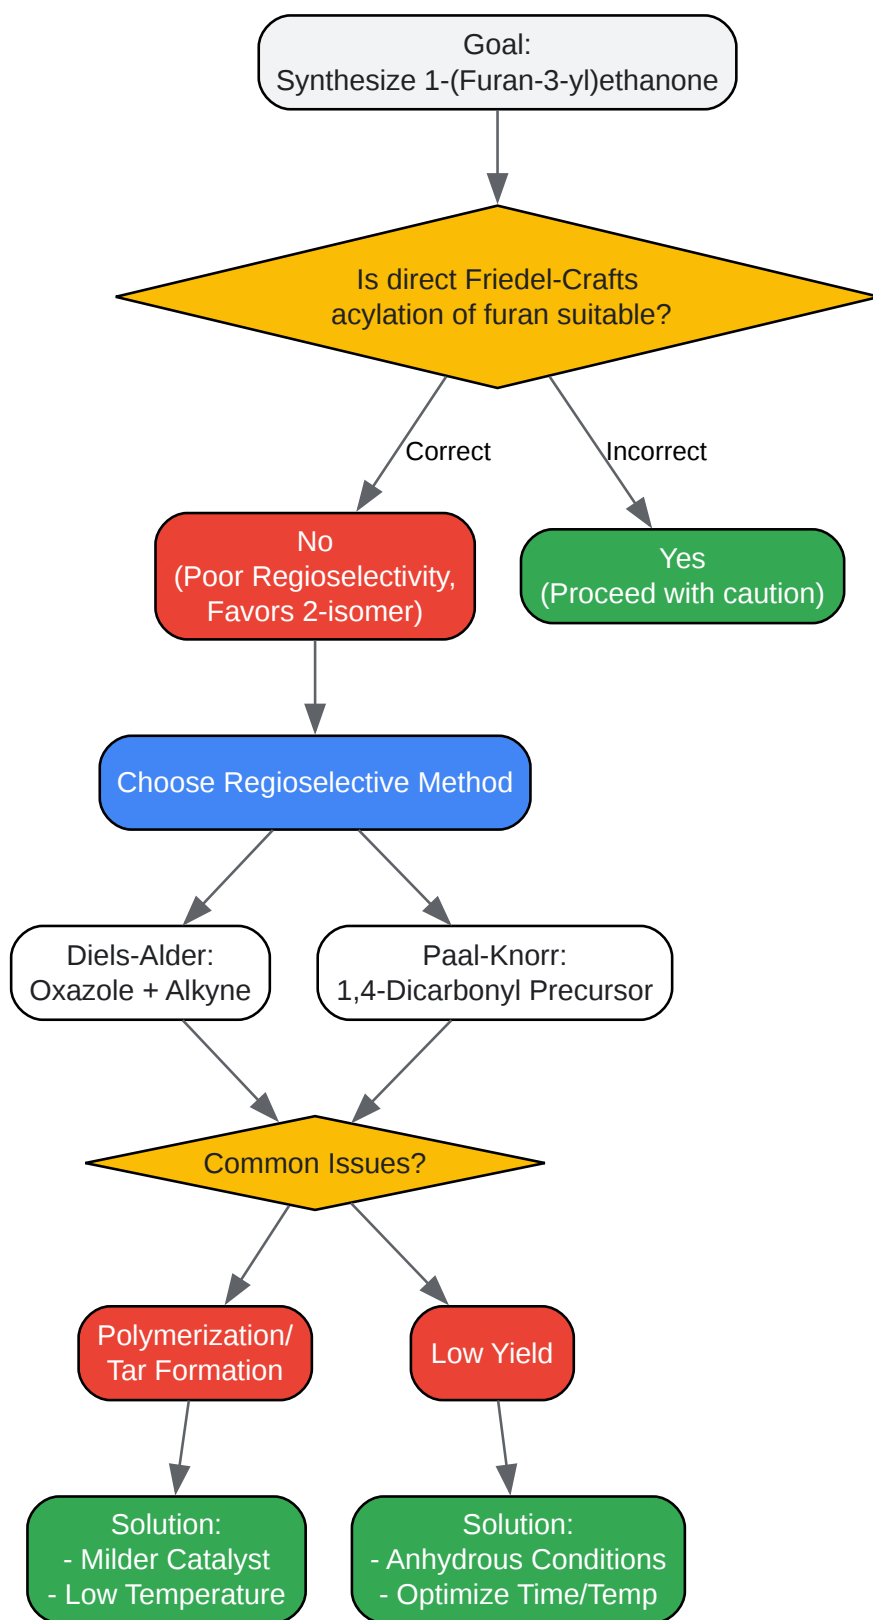 Goal:
Synthesize 1-(Furan-3-yl)ethanone
Is direct Friedel-Crafts
acylation of furan suitable?
Correct
Incorrect
No
(Poor Regioselectivity,
Favors 2-isomer)
Yes
(Proceed with caution)
Choose Regioselective Method
Diels-Alder:
Oxazole + Alkyne
Paal-Knorr:
1,4-Dicarbonyl Precursor
Common Issues?
Polymerization/
Tar Formation
Low Yield
Solution:
- Milder Catalyst
- Low Temperature
Solution:
- Anhydrous Conditions
- Optimize Time/Temp